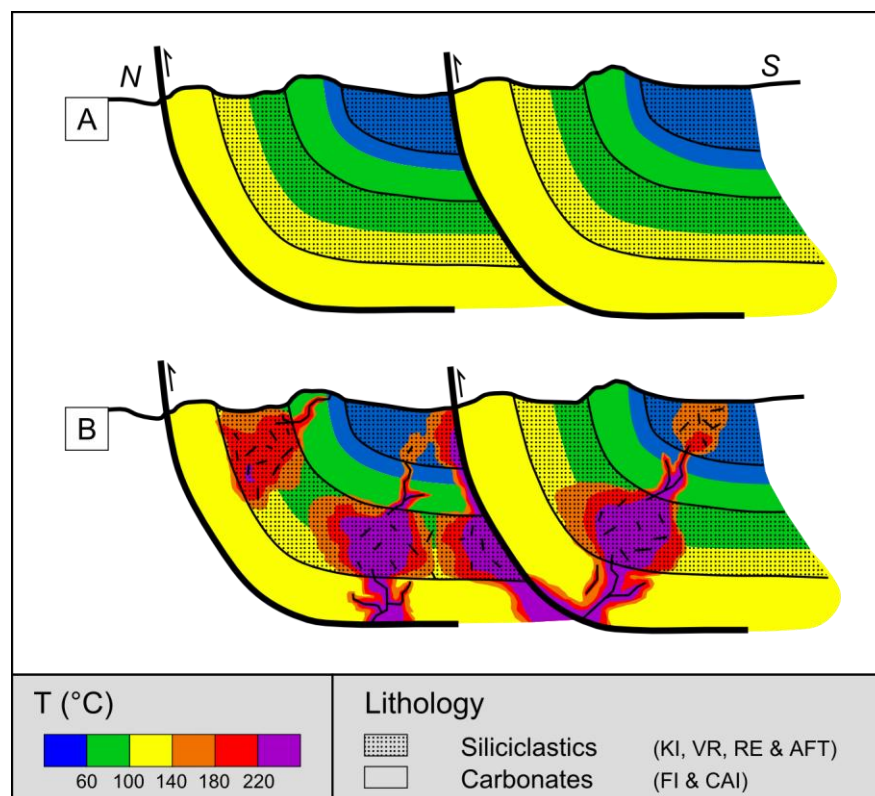 N
S
A
B
T (°C)
60 100 140 180 220
Lithology
Siliciclastics (KI, VR, RE & AFT)
Carbonates (FI & CAI)